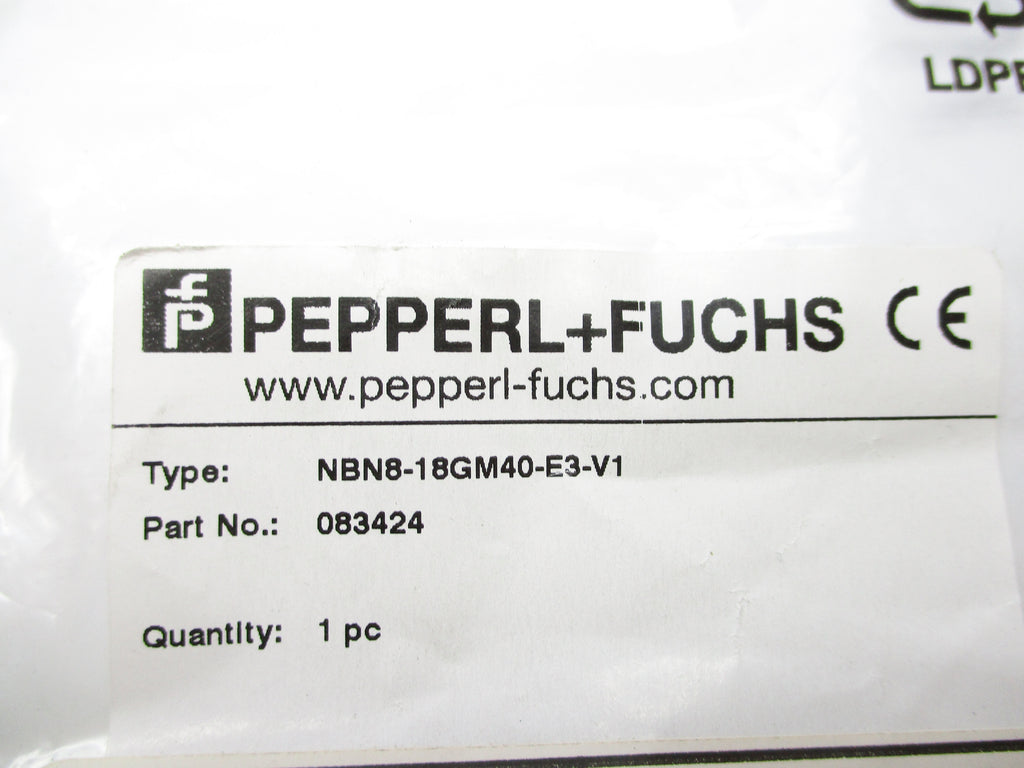 LDPE
PEPPERL+FUCHS CE
www.pepperl-fuchs.com
Type: NBN8-18GM40-E3-V1
Part No.: 083424
Quantity: 1 pc